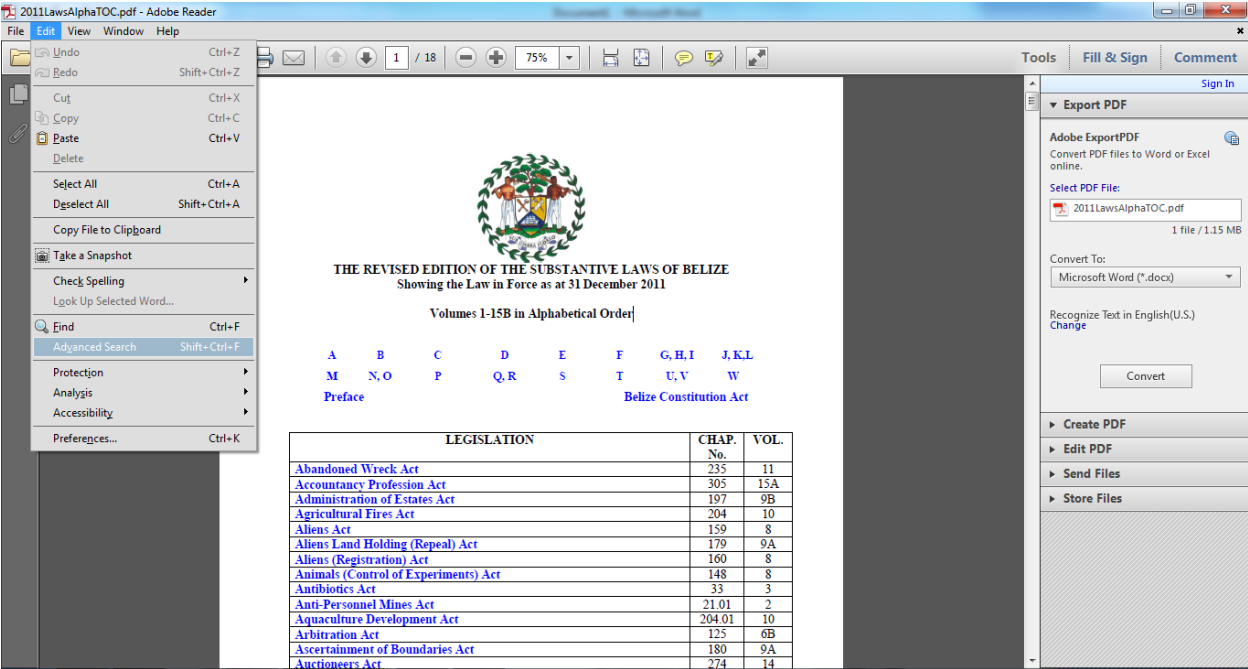 2011LawsAlphaTOC.pdf - Adobe Reader
File Edit View Window Help
Undo Ctrl+Z
Redo Shift+Ctrl+Z
Cut Ctrl+X
Copy Ctrl+C
Paste Ctrl+V
Delete
Select All Ctrl+A
Deselect All Shift+Ctrl+A
Copy File to Clipboard
Take a Snapshot
Check Spelling
Look Up Selected Word...
Find Ctrl+F
Advanced Search Shift+Ctrl+F
Protection
Analysis
Accessibility
Preferences... Ctrl+K
1 / 18 75%
Tools Fill & Sign Comment
THE REVISED EDITION OF THE SUBSTANTIVE LAWS OF BELIZE
Showing the Law in Force as at 31 December 2011
Volumes 1-15B in Alphabetical Order
A B C D E F G, H, I J, K,L
M N, O P Q, R S T U, V W
Preface Belize Constitution Act
LEGISLATION CHAP. VOL.
No.
Abandoned Wreck Act 235 11
Accountancy Profession Act 305 15A
Administration of Estates Act 197 9B
Agricultural Fires Act 204 10
Aliens Act 159 8
Aliens Land Holding (Repeal) Act 179 9A
Aliens (Registration) Act 160 8
Animals (Control of Experiments) Act 148 8
Antibiotics Act 33 3
Anti-Personnel Mines Act 21.01 2
Aquaculture Development Act 204.01 10
Arbitration Act 125 6B
Ascertainment of Boundaries Act 180 9A
Auctioneers Act 274 14
Sign In
Export PDF
Adobe ExportPDF
Convert PDF files to Word or Excel
online.
Select PDF File:
2011LawsAlphaTOC.pdf
1 file / 1.15 MB
Convert To:
Microsoft Word (*.docx)
Recognize Text in English(U.S.)
Change
Convert
Create PDF
Edit PDF
Send Files
Store Files